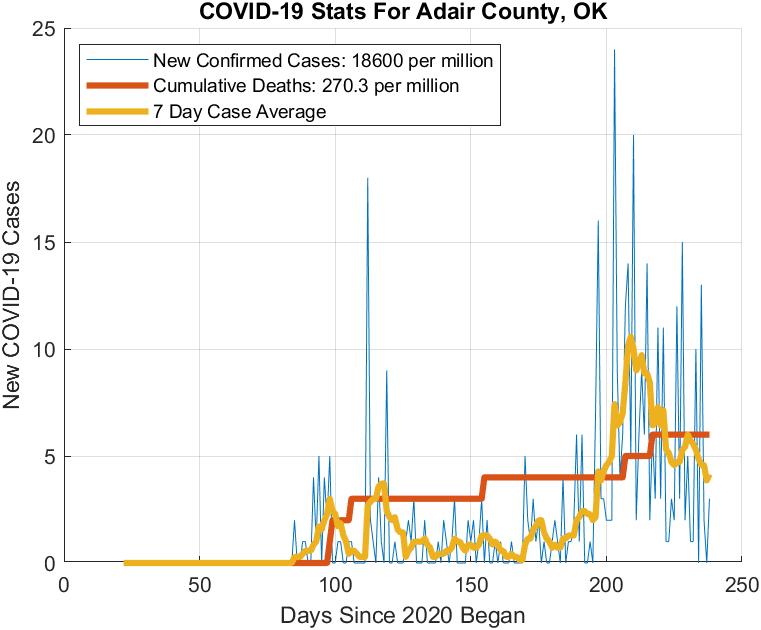 COVID-19 Stats For Adair County, OK
New Confirmed Cases: 18600 per million
Cumulative Deaths: 270.3 per million
7 Day Case Average
New COVID-19 Cases
25
20
15
10
5
0
0 50 100 150 200 250
Days Since 2020 Began